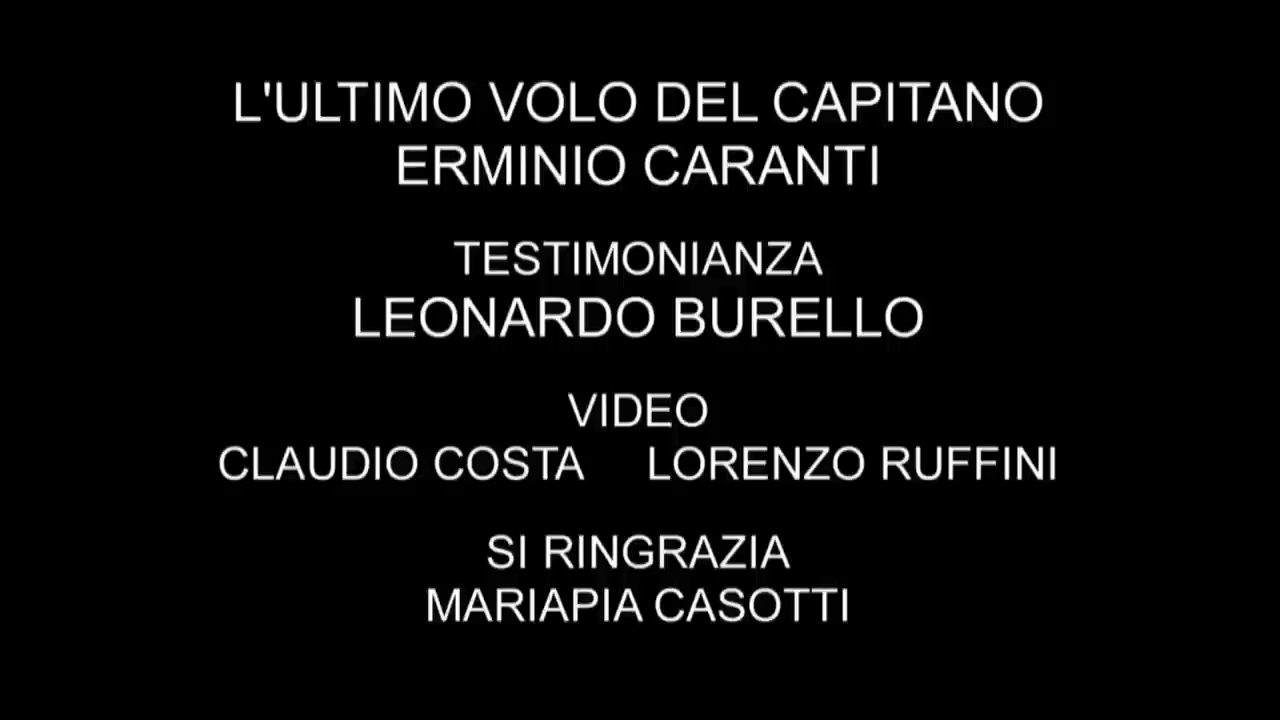 L'ULTIMO VOLO DEL CAPITANO
ERMINIO CARANTI
TESTIMONIANZA
LEONARDO BURELLO
VIDEO
CLAUDIO COSTA LORENZO RUFFINI
SI RINGRAZIA
MARIAPIA CASOTTI